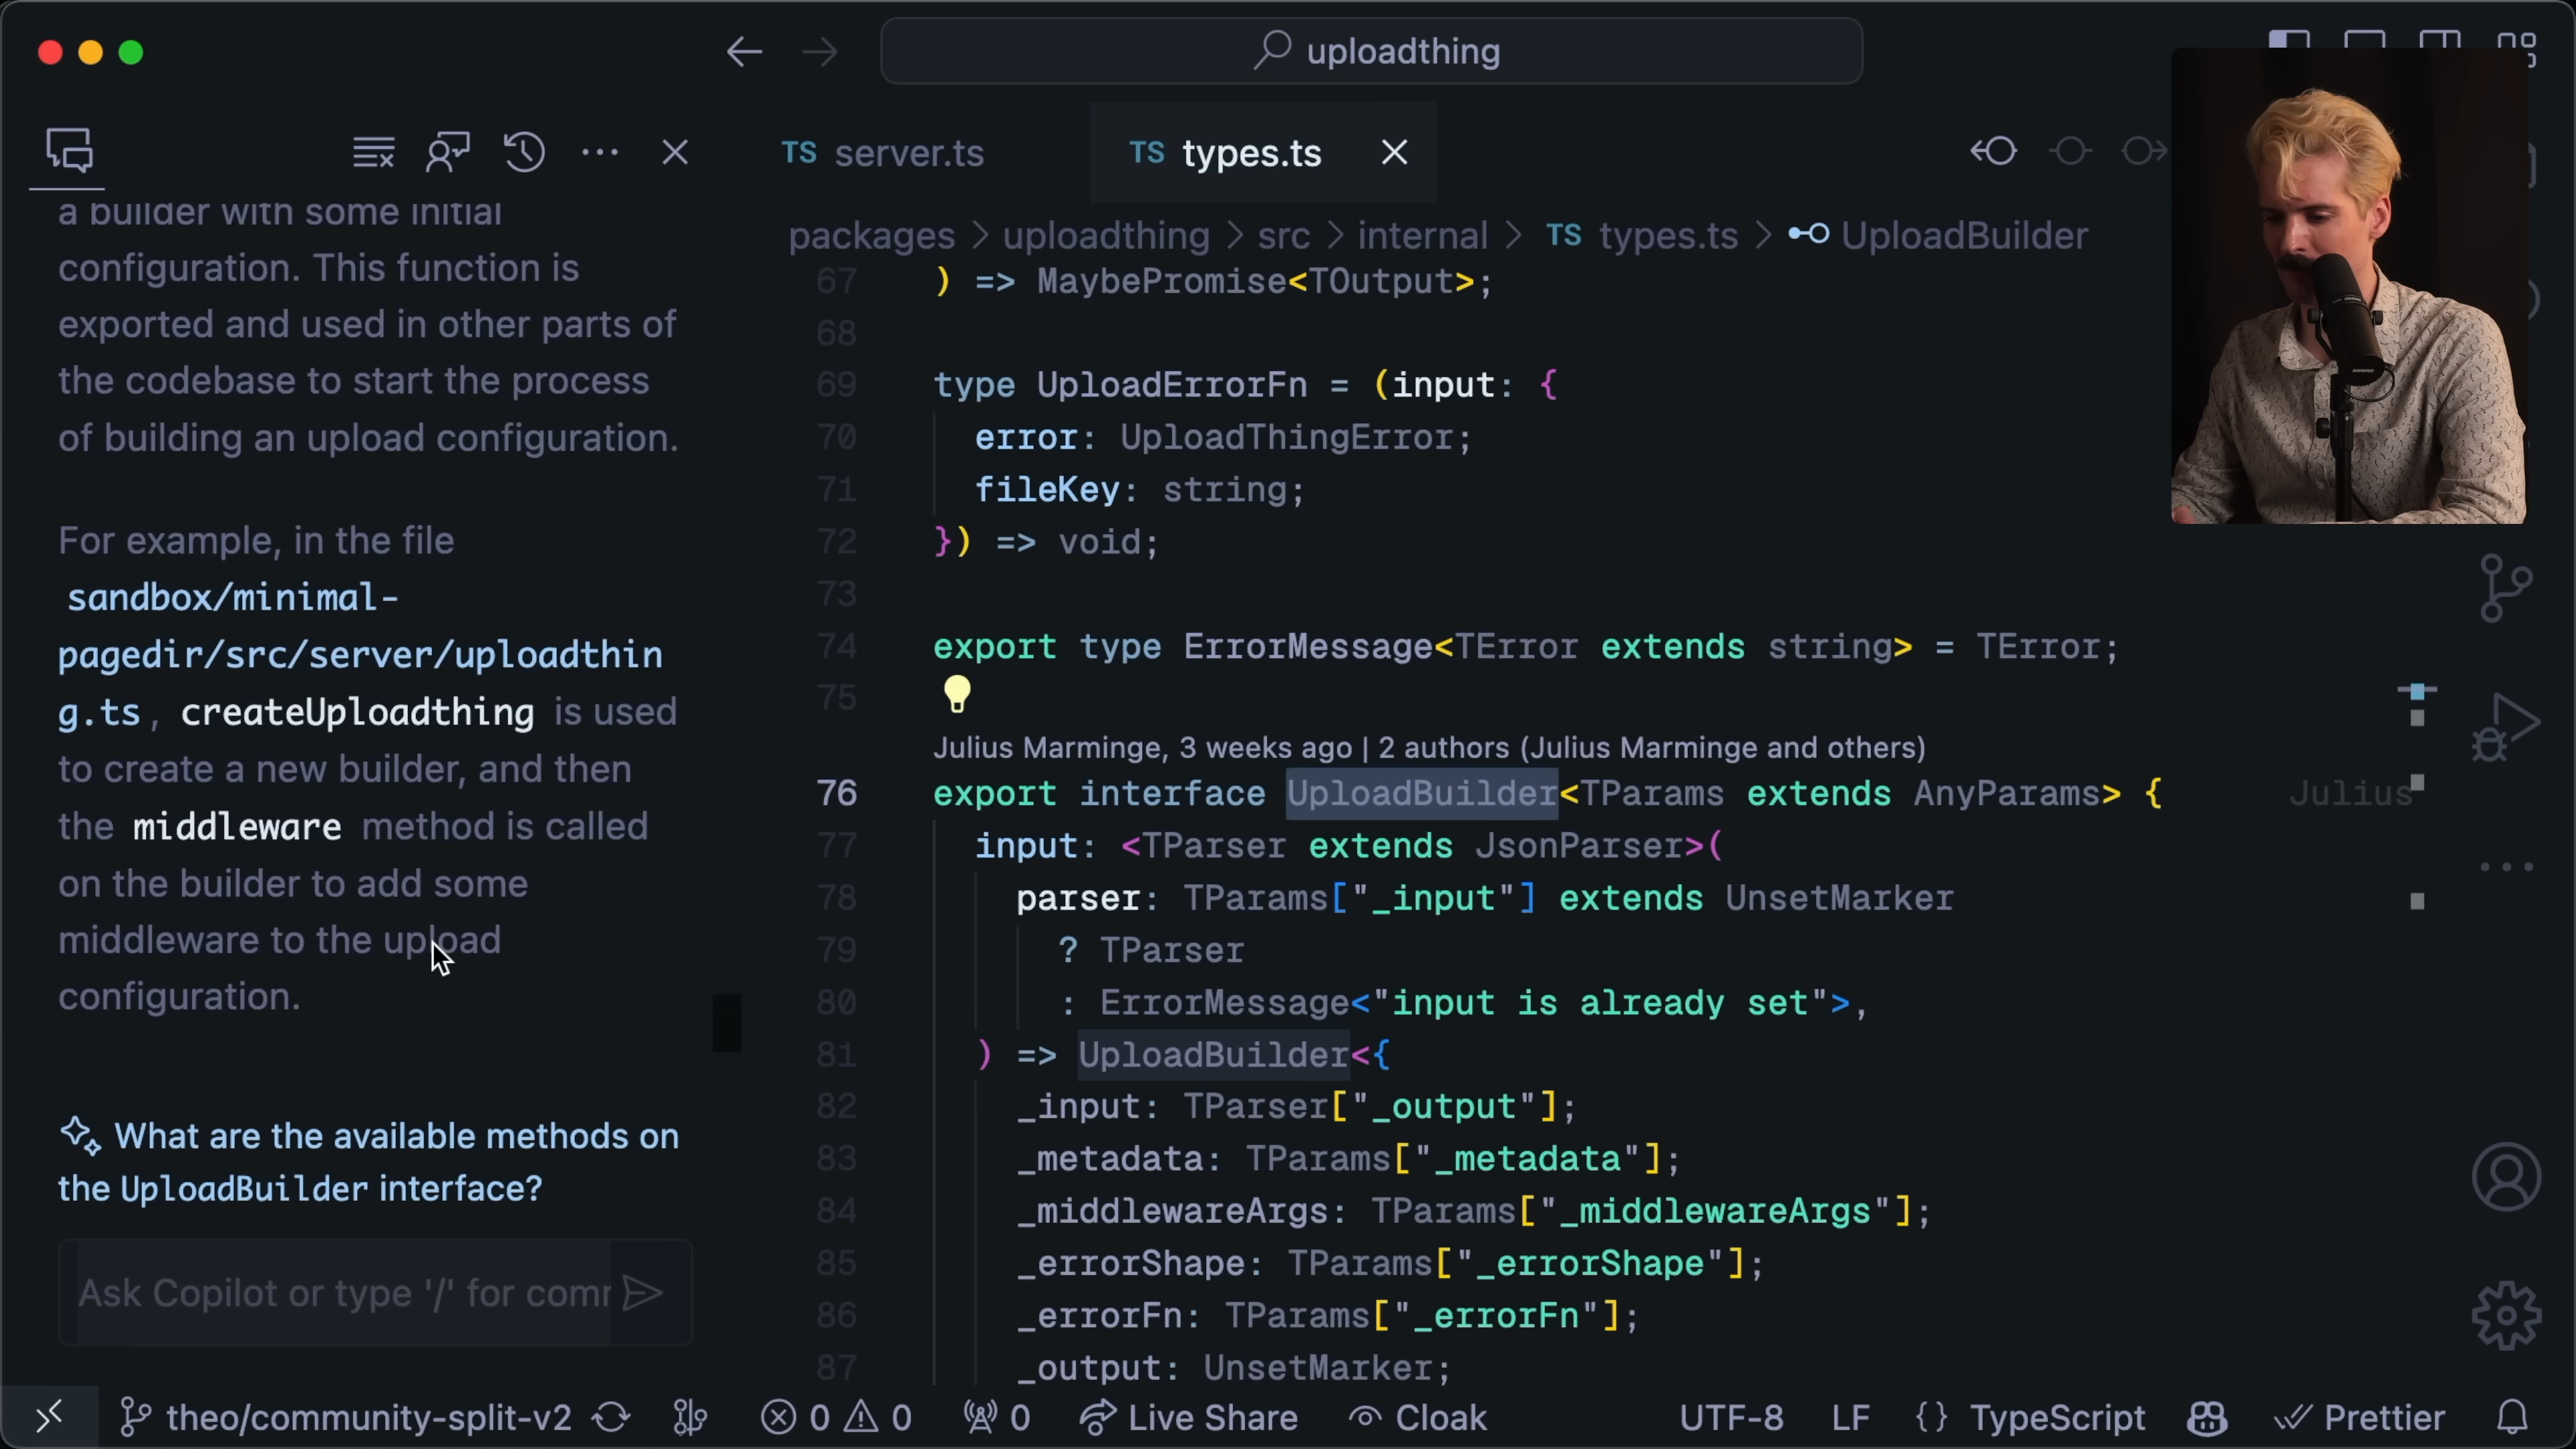 uploadthing
a builder with some initial
configuration. This function is
exported and used in other parts of
the codebase to start the process
of building an upload configuration.
For example, in the file
sandbox/minimal-
pagedir/src/server/uploadthin
g.ts, createUploadthing is used
to create a new builder, and then
the middleware method is called
on the builder to add some
middleware to the upload
configuration.
What are the available methods on
the UploadBuilder interface?
Ask Copilot or type '/' for comm
TS server.ts
TS types.ts
packages > uploadthing > src > internal > TS types.ts > UploadBuilder
67 ) => MaybePromise<TOutput>;
68
69 type UploadErrorFn = (input: {
70 error: UploadThingError;
71 fileKey: string;
72 }) => void;
73
74 export type ErrorMessage<TError extends string> = TError;
75
Julius Marminge, 3 weeks ago | 2 authors (Julius Marminge and others)
76 export interface UploadBuilder<TParams extends AnyParams> { Julius
77 input: <TParser extends JsonParser>(
78 parser: TParams["_input"] extends UnsetMarker
79 ? TParser
80 : ErrorMessage<"input is already set">,
81 ) => UploadBuilder<{
82 _input: TParser["_output"];
83 _metadata: TParams["_metadata"];
84 _middlewareArgs: TParams["_middlewareArgs"];
85 _errorShape: TParams["_errorShape"];
86 _errorFn: TParams["_errorFn"];
87 _output: UnsetMarker;
theo/community-split-v2 0 0 0 Live Share Cloak UTF-8 LF {} TypeScript Prettier